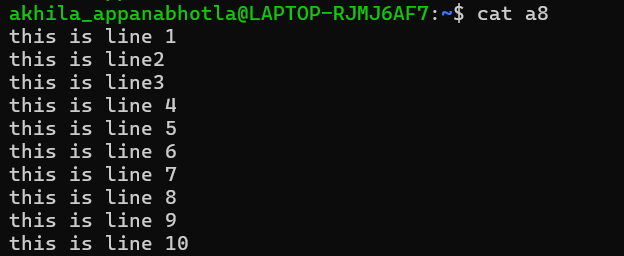 akhila_appanabhotla@LAPTOP-RJMJ6AF7:~$ cat a8
this is line 1
this is line2
this is line3
this is line 4
this is line 5
this is line 6
this is line 7
this is line 8
this is line 9
this is line 10